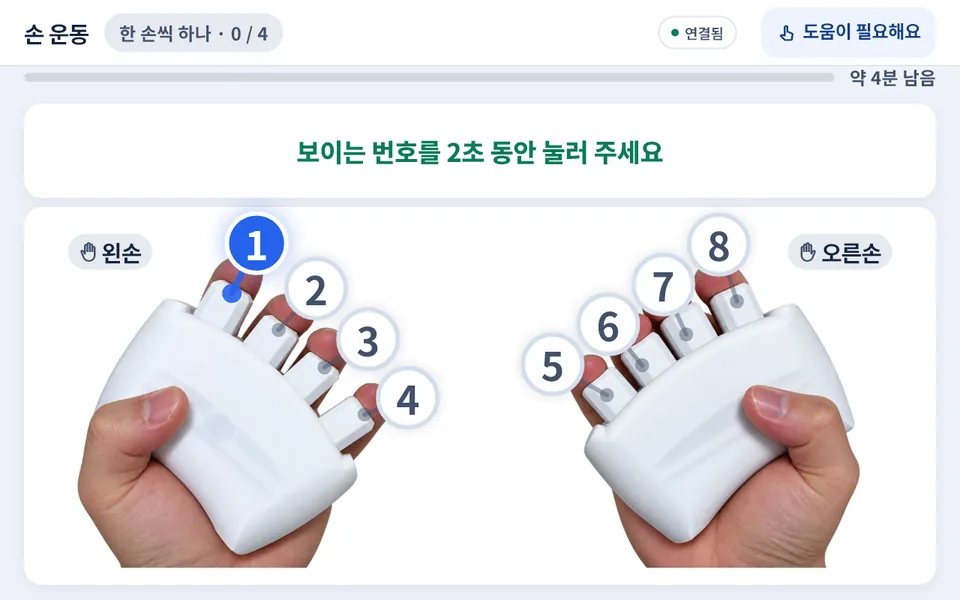 손 운동
한 손씩 하나 · 0 / 4
연결됨
도움이 필요해요
약 4분 남음
보이는 번호를 2초 동안 눌러 주세요
왼손
1
2
3
4
5
6
7
8
오른손